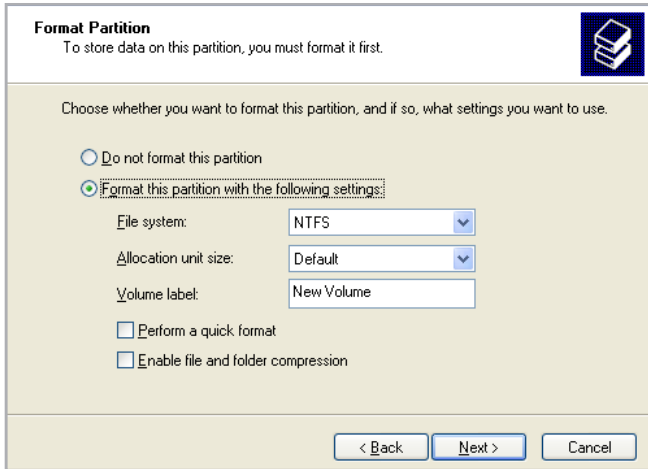 Format Partition
To store data on this partition, you must format it first.
Choose whether you want to format this partition, and if so, what settings you want to use.
Do not format this partition
Format this partition with the following settings:
File system: NTFS
Allocation unit size: Default
Volume label: New Volume
Perform a quick format
Enable file and folder compression
< Back Next > Cancel